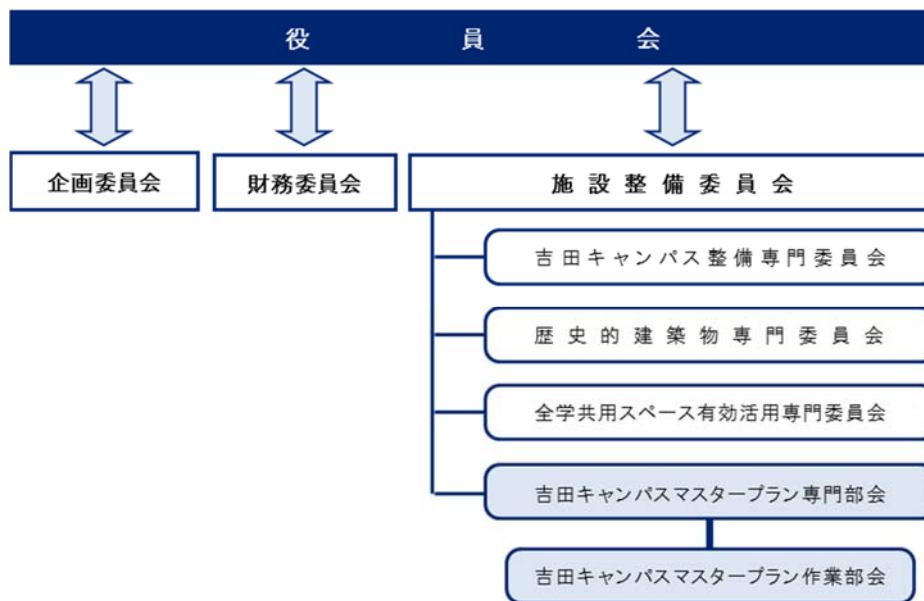 役員会
企画委員会
財務委員会
施設整備委員会
吉田キャンパス整備専門委員会
歴史的建築物専門委員会
全学共用スペース有効活用専門委員会
吉田キャンパスマスタープラン専門部会
吉田キャンパスマスタープラン作業部会